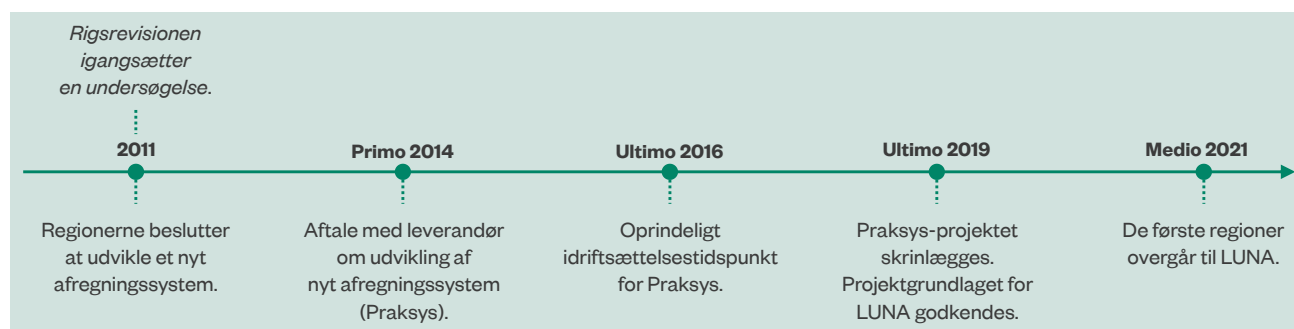 Rigsrevisionen
igangsætter
en undersøgelse.
2011
Regionerne beslutter
at udvikle et nyt
afregningssystem.
Primo 2014
Aftale med leverandør
om udvikling af
nyt afregningssystem
(Praksys).
Ultimo 2016
Oprindeligt
idriftsættelsestidspunkt
for Praksys.
Ultimo 2019
Praksys-projektet
skrinlægges.
Projektgrundlaget for
LUNA godkendes.
Medio 2021
De første regioner
overgår til LUNA.